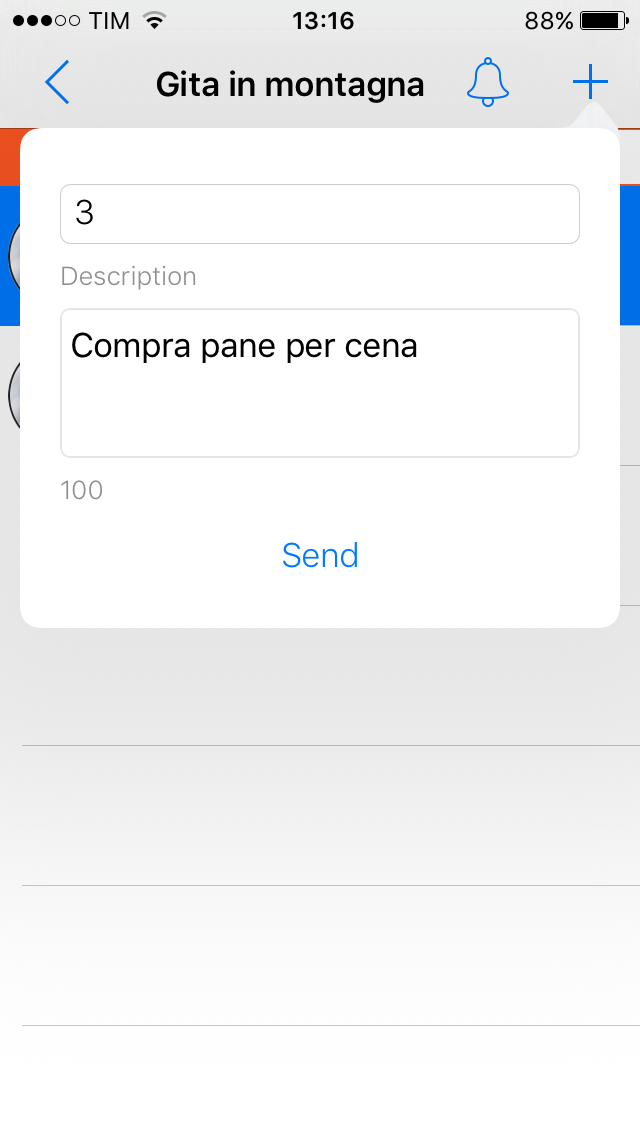 TIM 13:16 88%
Gita in montagna
3
Description
Compra pane per cena
100
Send